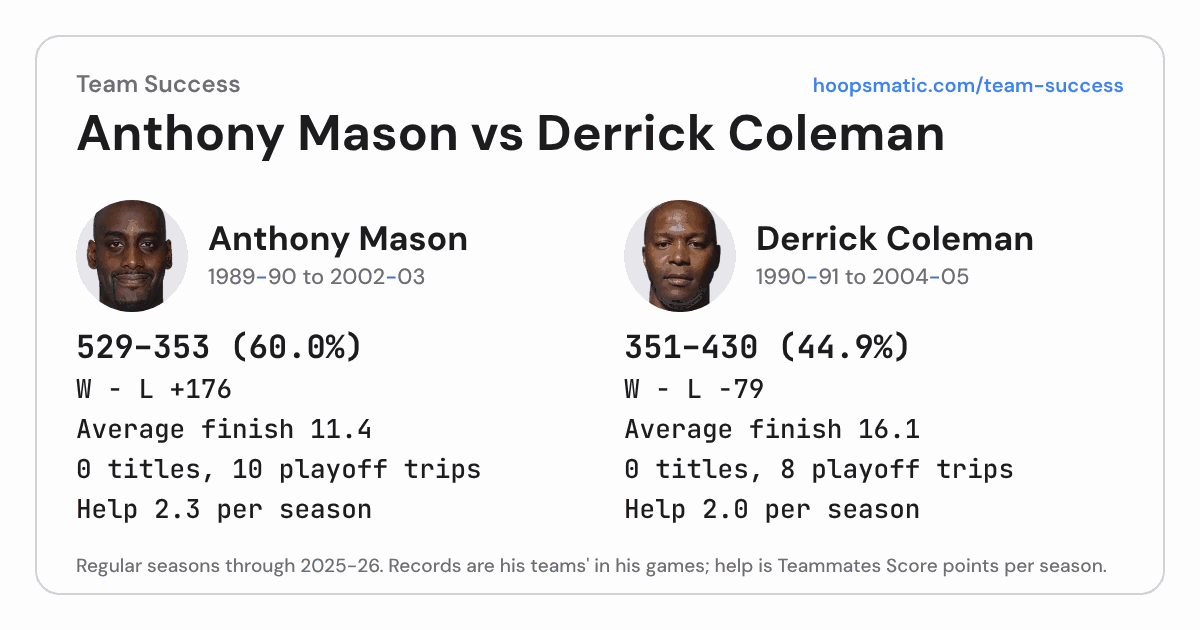 Team Success
hoopsmatic.com/team-success
Anthony Mason vs Derrick Coleman
Anthony Mason
1989-90 to 2002-03
529-353 (60.0%)
W - L +176
Average finish 11.4
0 titles, 10 playoff trips
Help 2.3 per season
Derrick Coleman
1990-91 to 2004-05
351-430 (44.9%)
W - L -79
Average finish 16.1
0 titles, 8 playoff trips
Help 2.0 per season
Regular seasons through 2025-26. Records are his teams' in his games; help is Teammates Score points per season.